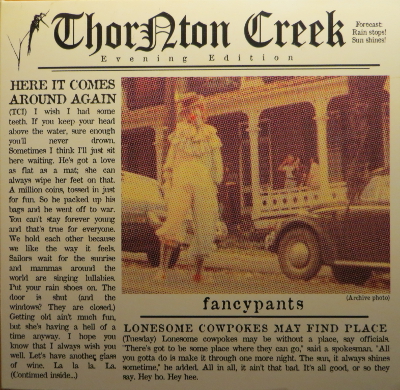 ThorNton Creek
Evening Edition
Forecast:
Rain stops!
Sun shines!
HERE IT COMES
AROUND AGAIN
(TCI) I wish I had some
teeth. If you keep your head
above the water, sure enough
you'll never drown.
Sometimes I think I'll just sit
here waiting. He's got a love
as flat as a mat; she can
always wipe her feet on that.
A million coins, tossed in just
for fun. So he packed up his
bags and he went off to war.
You can't stay forever young
and that's true for everyone.
We hold each other because
we like the way it feels.
Sailors wait for the sunrise
and mammas around the
world are singing lullabies.
Put your rain shoes on. The
door is shut (and the
windows? They are closed.)
Getting old ain't much fun,
but she's having a hell of a
time anyway. I hope you
know that I always wish you
well. Let's have another glass
of wine. La la la La.
(Continued inside...)
(Archive photo)
fancypants
LONESOME COWPOKES MAY FIND PLACE
(Tuesday) Lonesome cowpokes may be without a place, say officials.
"There's got to be some place where they can go," said a spokesman. "All
you gotta do is make it through one more night. The sun, it always shines
sometime," he added. All in all, it ain't that bad. It's all good, or so they
say. Hey bo. Hey hee.